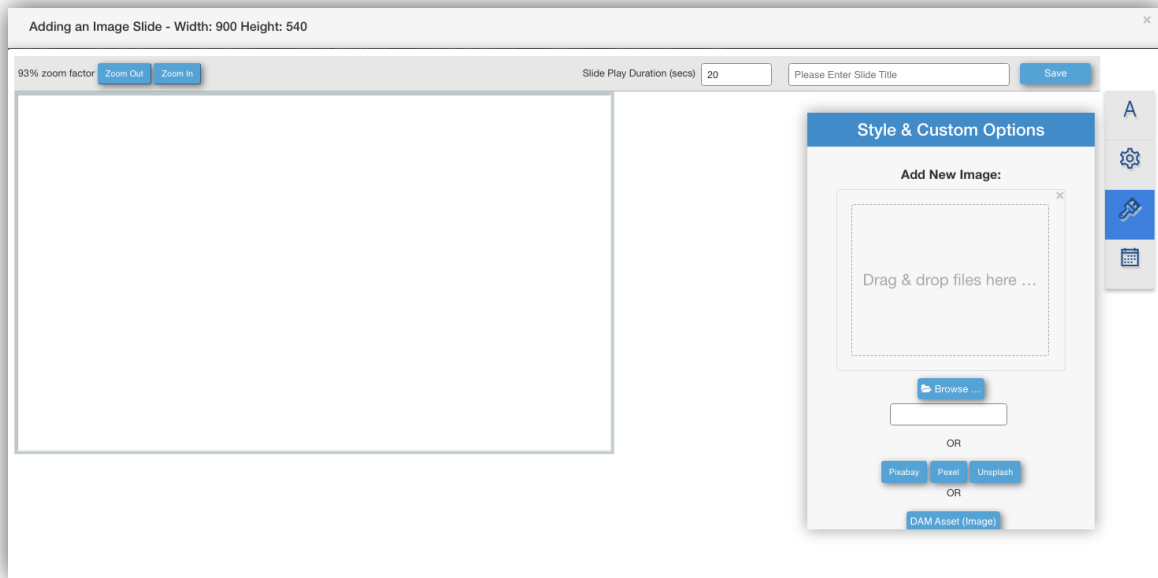 Adding an Image Slide - Width: 900 Height: 540
×
93% zoom factor Zoom Out Zoom In Slide Play Duration (secs) 20 Please Enter Slide Title Save
A
Style & Custom Options
Add New Image:
×
Drag & drop files here …
Browse …
OR
Pixabay Pexel Unsplash
OR
DAM Asset (Image)